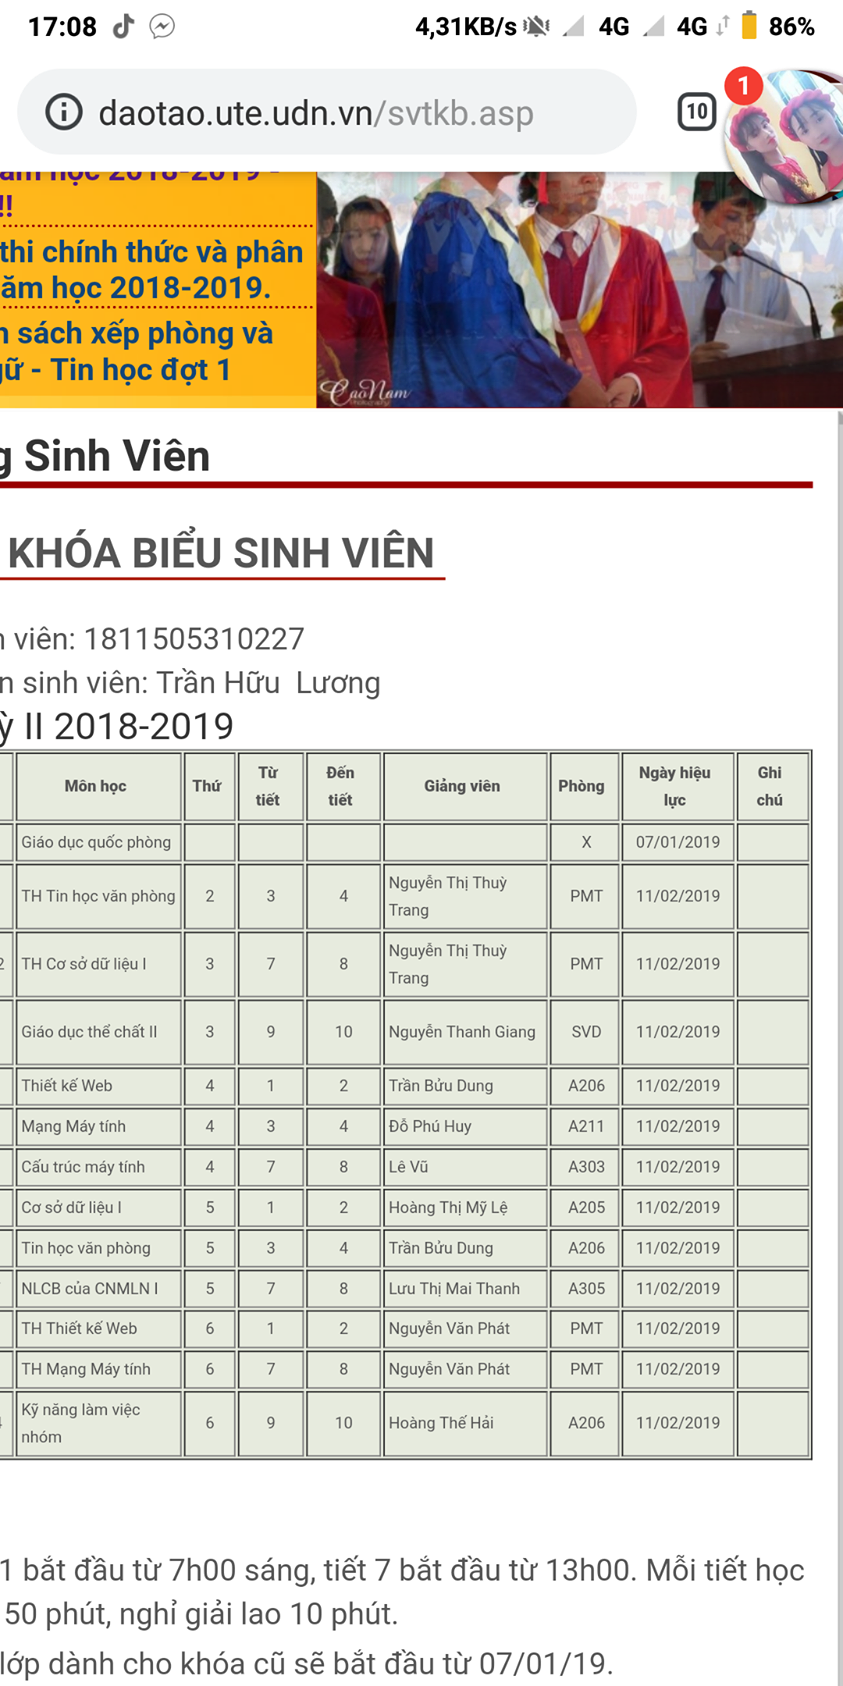 17:08 4,31KB/s 4G 4G 86%
daotao.ute.udn.vn/svtkb.asp 10 1
học 2018-2019 -
!!
thi chính thức và phân
ăm học 2018-2019.
sách xếp phòng và
- Tin học đợt 1
CaoNam
g Sinh Viên
KHÓA BIỂU SINH VIÊN
viên: 1811505310227
n sinh viên: Trần Hữu Lương
ỳ II 2018-2019
Môn học Thứ Từ tiết Đến tiết Giảng viên Phòng Ngày hiệu lực Ghi chú
Giáo dục quốc phòng X 07/01/2019
TH Tin học văn phòng 2 3 4 Nguyễn Thị Thuỳ Trang PMT 11/02/2019
2 TH Cơ sở dữ liệu I 3 7 8 Nguyễn Thị Thuỳ Trang PMT 11/02/2019
Giáo dục thể chất II 3 9 10 Nguyễn Thanh Giang SVD 11/02/2019
Thiết kế Web 4 1 2 Trần Bửu Dung A206 11/02/2019
Mạng Máy tính 4 3 4 Đỗ Phú Huy A211 11/02/2019
Cấu trúc máy tính 4 7 8 Lê Vũ A303 11/02/2019
Cơ sở dữ liệu I 5 1 2 Hoàng Thị Mỹ Lệ A205 11/02/2019
Tin học văn phòng 5 3 4 Trần Bửu Dung A206 11/02/2019
NLCB của CNMLN I 5 7 8 Lưu Thị Mai Thanh A305 11/02/2019
TH Thiết kế Web 6 1 2 Nguyễn Văn Phát PMT 11/02/2019
TH Mạng Máy tính 6 7 8 Nguyễn Văn Phát PMT 11/02/2019
Kỹ năng làm việc nhóm 6 9 10 Hoàng Thế Hải A206 11/02/2019
1 bắt đầu từ 7h00 sáng, tiết 7 bắt đầu từ 13h00. Mỗi tiết học
50 phút, nghỉ giải lao 10 phút.
lớp dành cho khóa cũ sẽ bắt đầu từ 07/01/19.